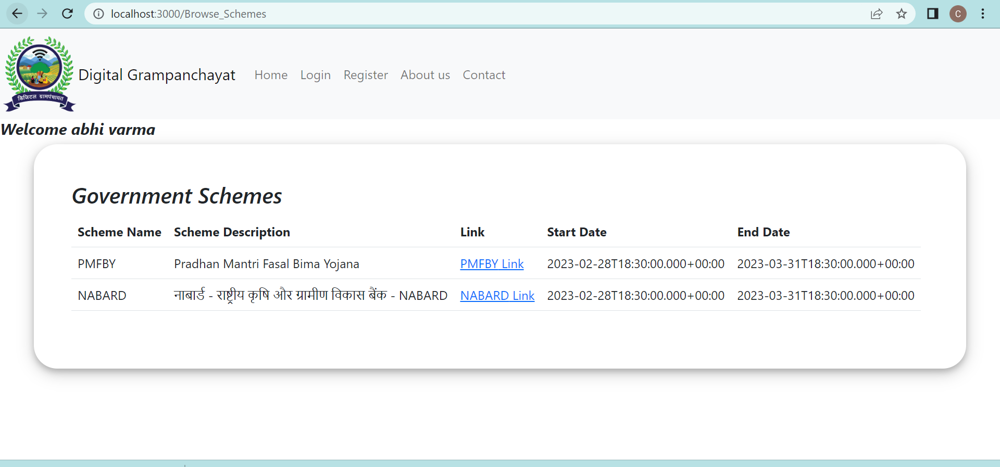 localhost:3000/Browse_Schemes
C
डिजिटल ग्रामपंचायत
Digital Grampanchayat Home Login Register About us Contact
Welcome abhi varma
Government Schemes
Scheme Name Scheme Description Link Start Date End Date
PMFBY Pradhan Mantri Fasal Bima Yojana PMFBY Link 2023-02-28T18:30:00.000+00:00 2023-03-31T18:30:00.000+00:00
NABARD नाबार्ड - राष्ट्रीय कृषि और ग्रामीण विकास बैंक - NABARD NABARD Link 2023-02-28T18:30:00.000+00:00 2023-03-31T18:30:00.000+00:00